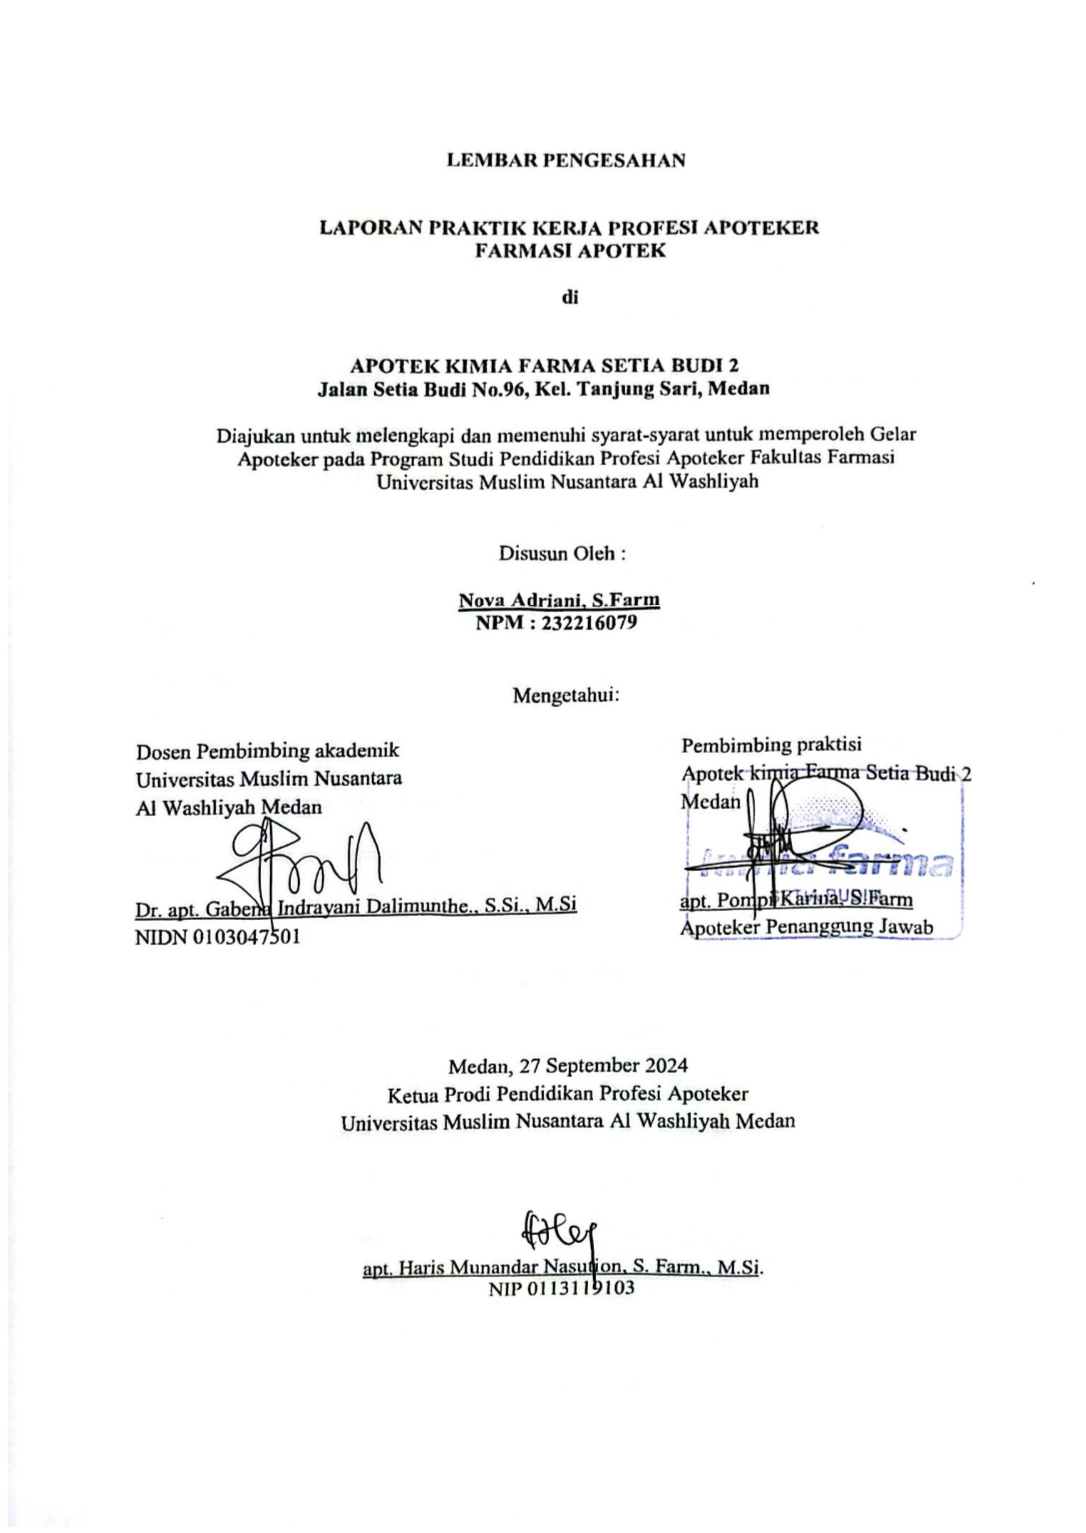 LEMBAR PENGESAHAN
LAPORAN PRAKTIK KERJA PROFESI APOTEKER
FARMASI APOTEK
di
APOTEK KIMIA FARMA SETIA BUDI 2
Jalan Setia Budi No.96, Kel. Tanjung Sari, Medan
Diajukan untuk melengkapi dan memenuhi syarat-syarat untuk memperoleh Gelar
Apoteker pada Program Studi Pendidikan Profesi Apoteker Fakultas Farmasi
Universitas Muslim Nusantara Al Washliyah
Disusun Oleh :
Nova Adriani, S.Farm
NPM : 232216079
Mengetahui:
Dosen Pembimbing akademik
Universitas Muslim Nusantara
Al Washliyah Medan
Dr. apt. Gabena Indrayani Dalimunthe., S.Si., M.Si
NIDN 0103047501
Pembimbing praktisi
Apotek kimia Farma Setia Budi 2
Medan
kimia farma
apt. Pompi Karina, S.Farm
Apoteker Penanggung Jawab
Medan, 27 September 2024
Ketua Prodi Pendidikan Profesi Apoteker
Universitas Muslim Nusantara Al Washliyah Medan
apt. Haris Munandar Nasution, S. Farm., M.Si.
NIP 0113119103